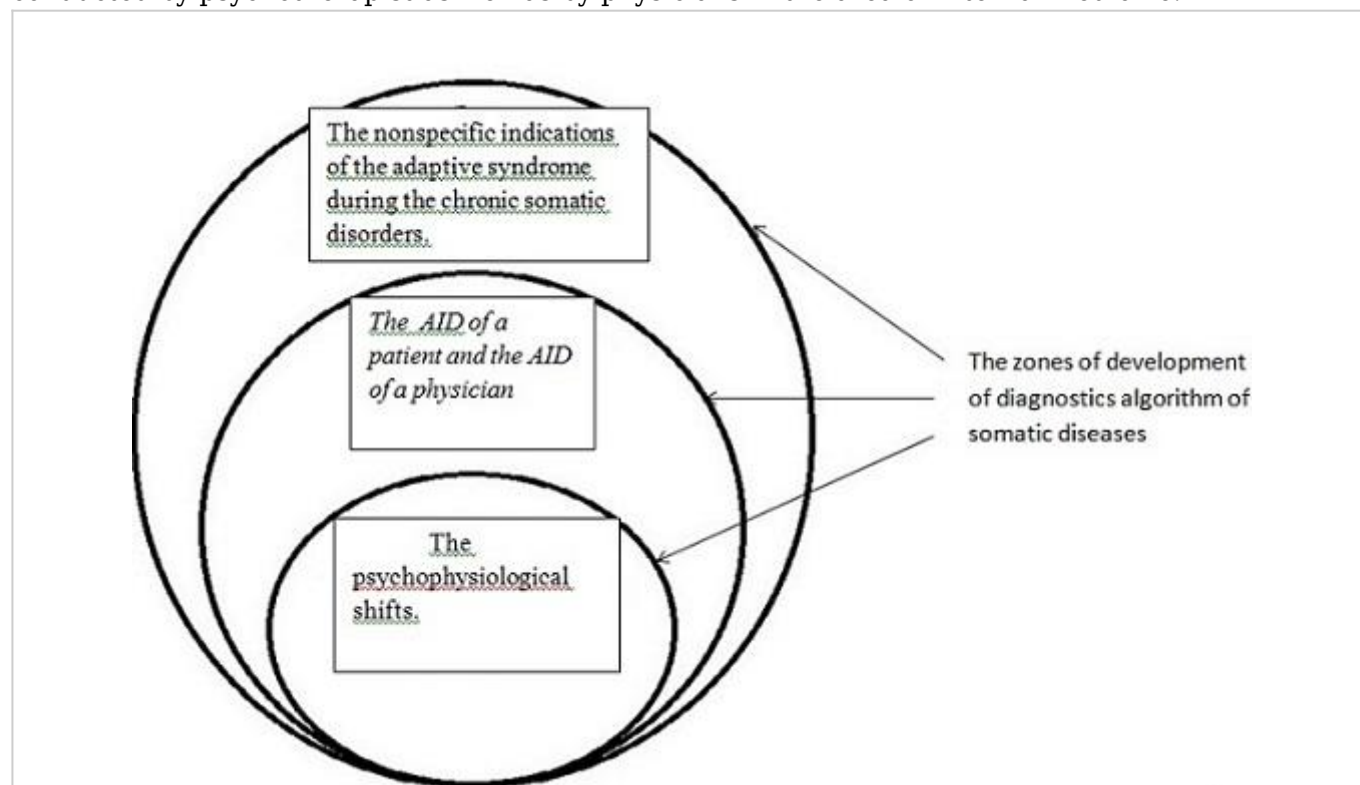 The nonspecific indications
of the adaptive syndrome
during the chronic somatic
disorders.
The AID of a
patient and the AID
of a physician
The
psychophysiological
shifts.
The zones of development
of diagnostics algorithm of
somatic diseases